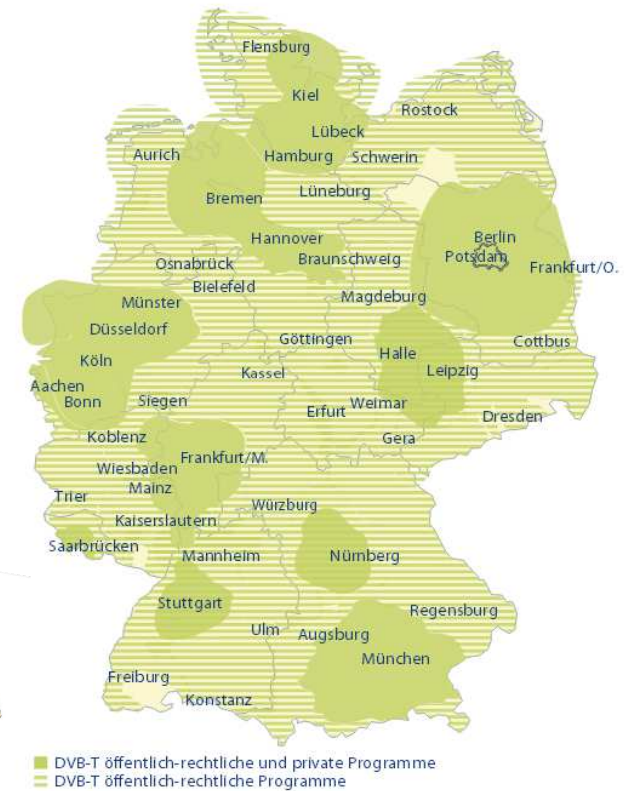 Flensburg
Kiel
Rostock
Lübeck
Aurich
Hamburg
Schwerin
Bremen
Lüneburg
Hannover
Berlin
Osnabrück
Braunschweig
Potsdam
Frankfurt/O.
Bielefeld
Münster
Magdeburg
Düsseldorf
Göttingen
Cottbus
Köln
Halle
Kassel
Leipzig
Aachen
Bonn
Siegen
Erfurt
Weimar
Dresden
Koblenz
Gera
Wiesbaden
Frankfurt/M.
Trier
Mainz
Würzburg
Kaiserslautern
Saarbrücken
Mannheim
Nürnberg
Stuttgart
Regensburg
Ulm
Augsburg
München
Freiburg
Konstanz
DVB-T öffentlich-rechtliche und private Programme
DVB-T öffentlich-rechtliche Programme